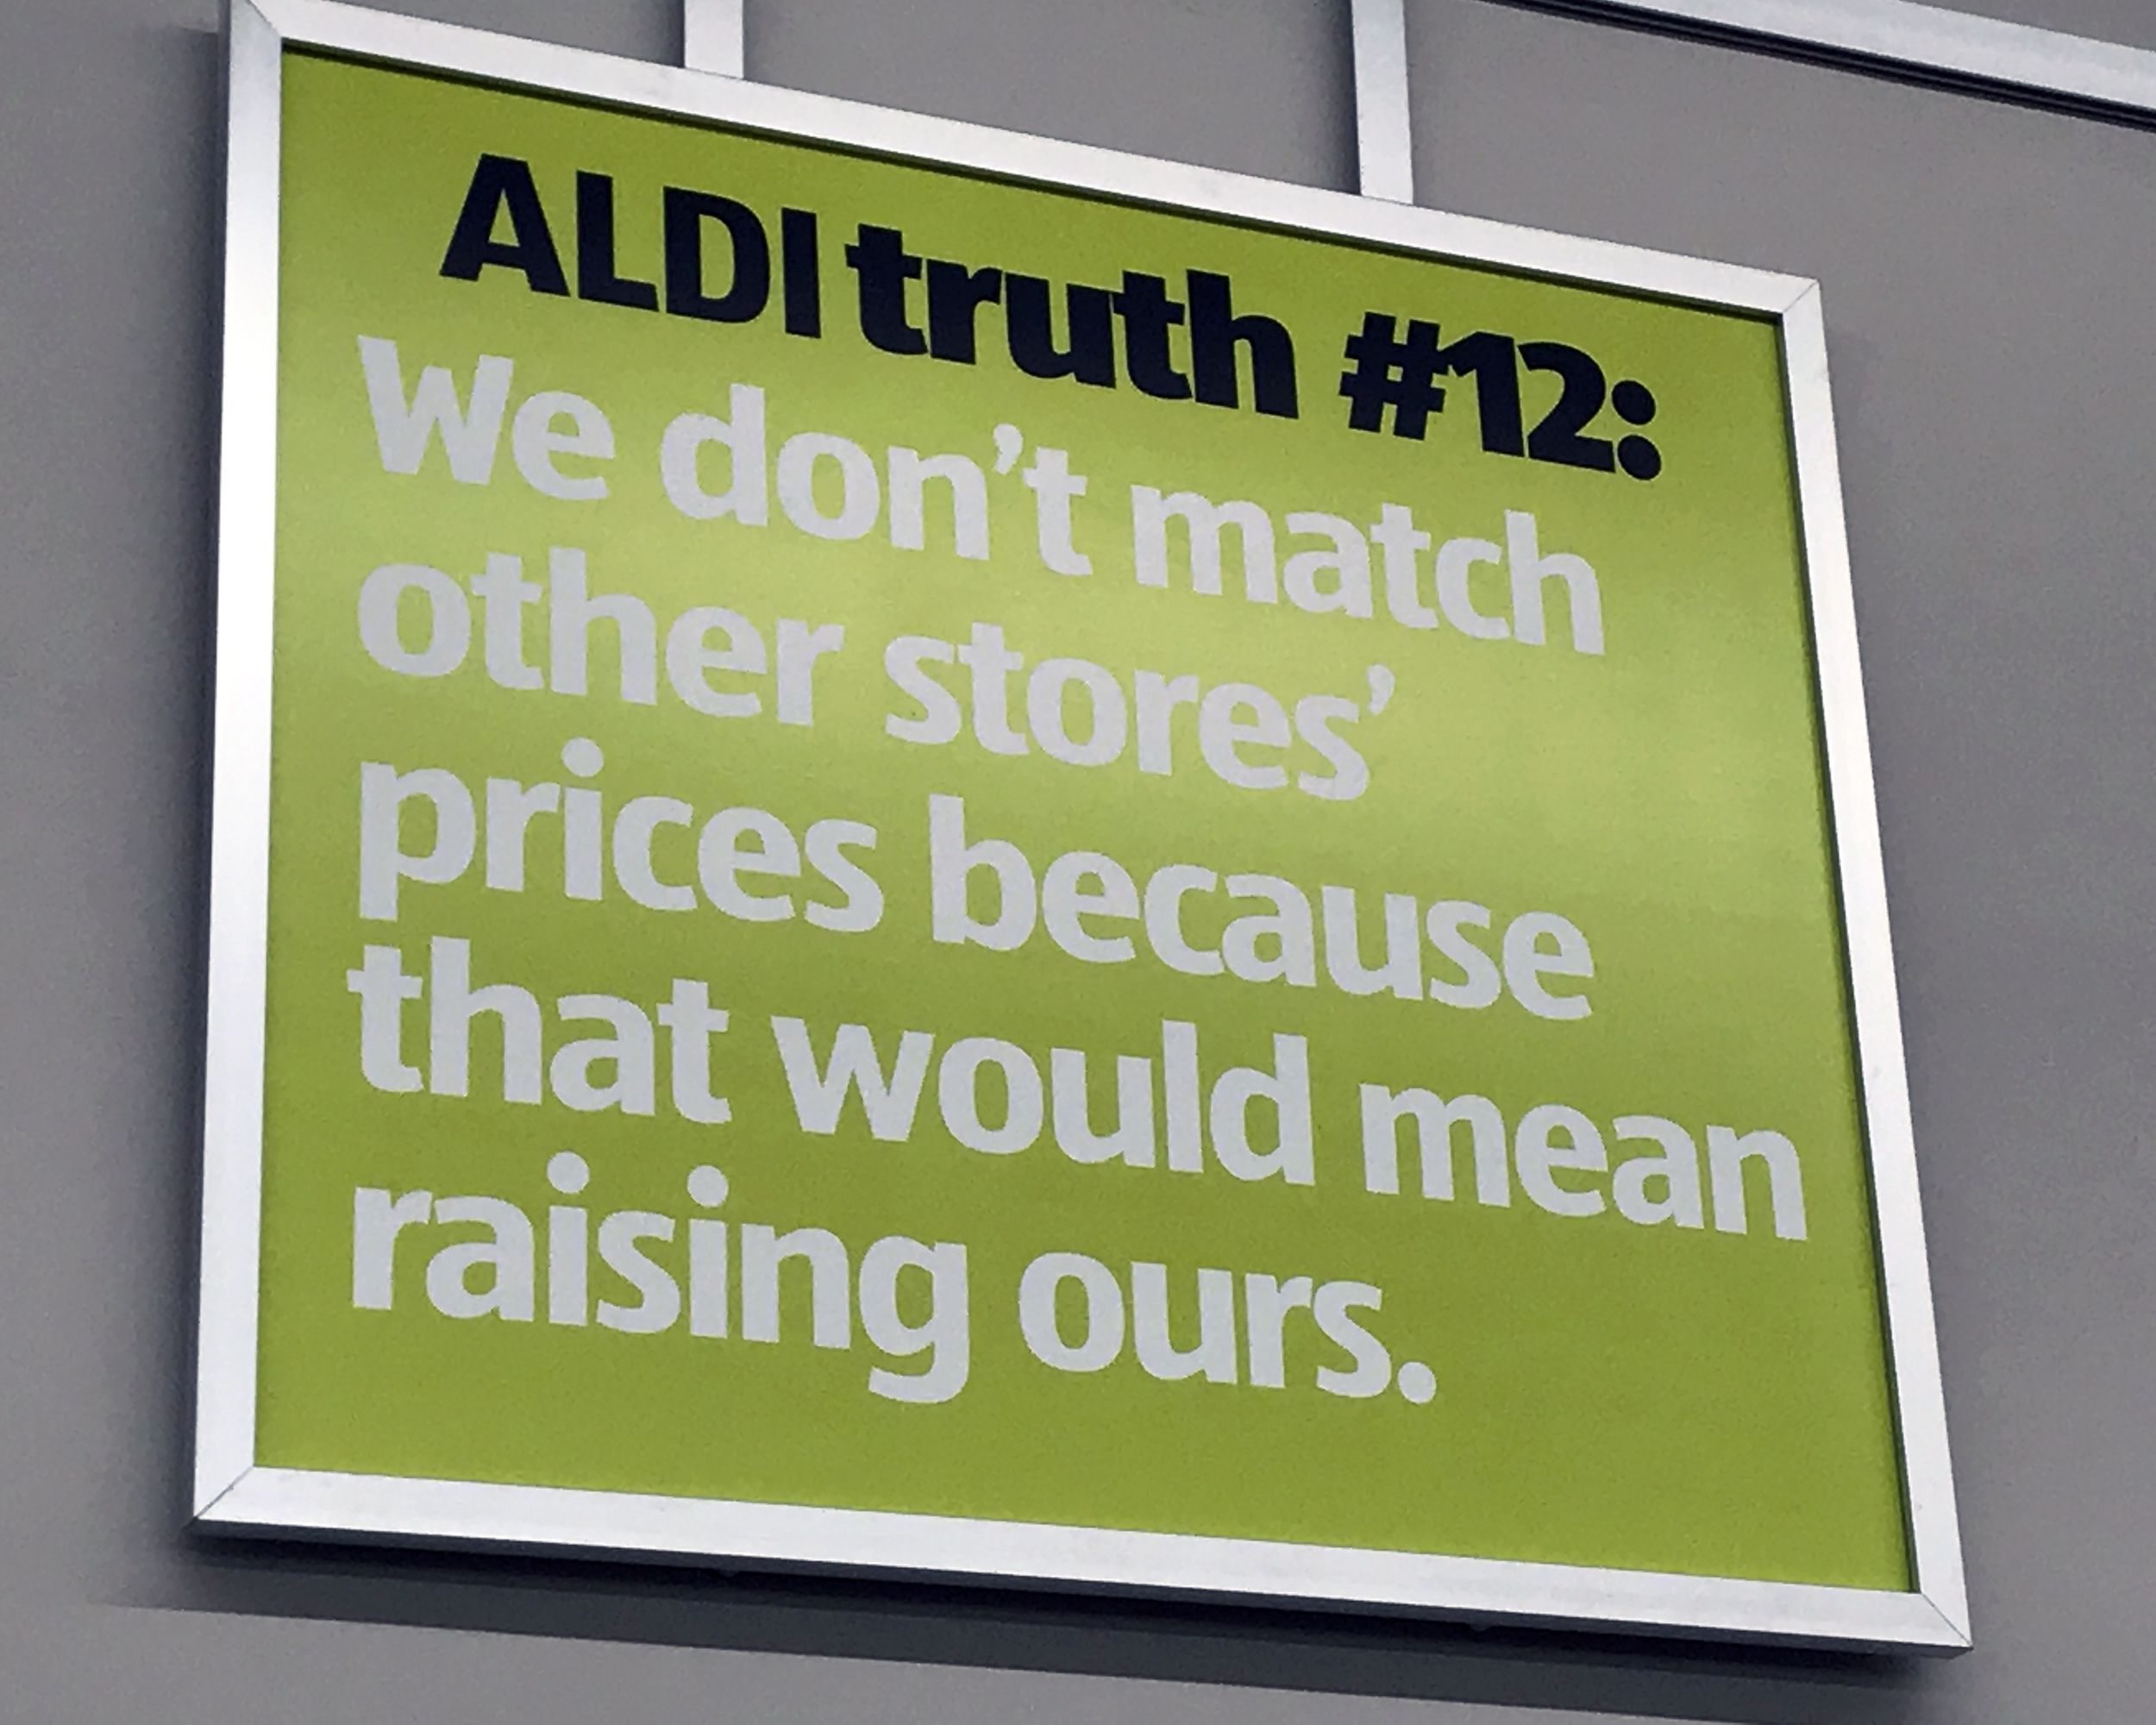 ALDI truth #12:
We don’t match
other stores’
prices because
that would mean
raising ours.